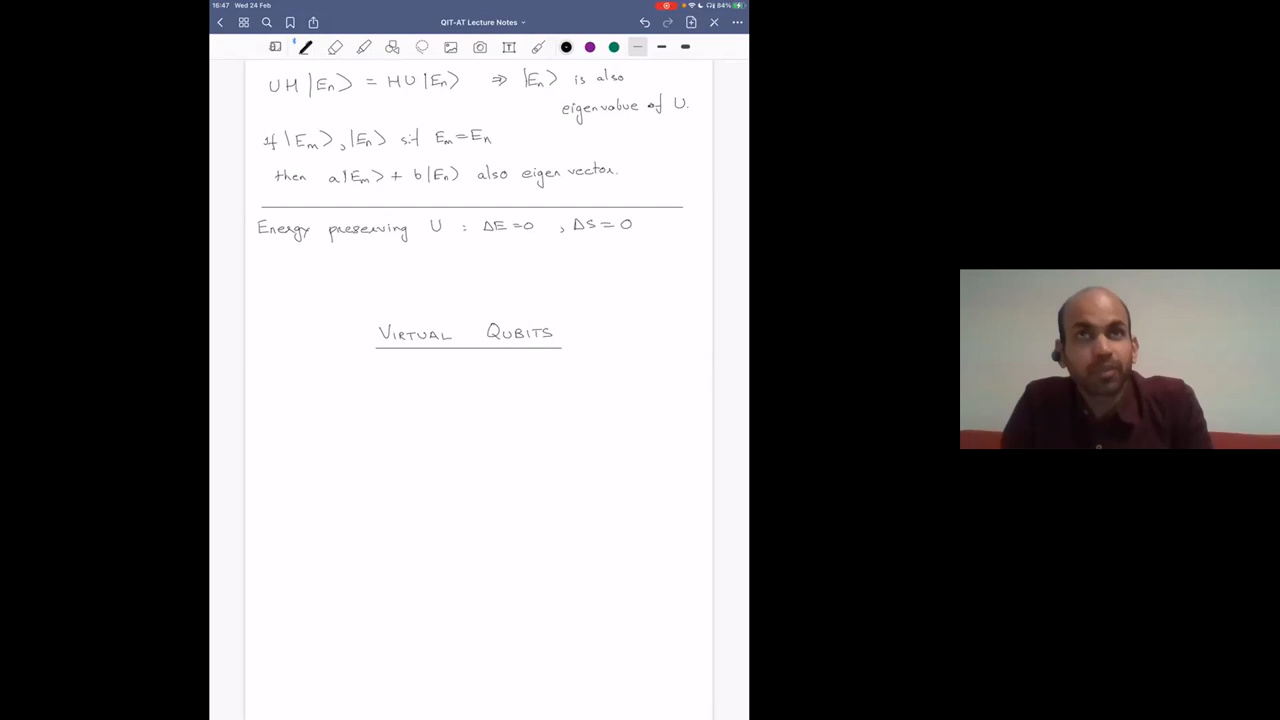 16:47 Wed 24 Feb
84%
QIT-AT Lecture Notes
UH |En⟩ = HU |En⟩ ⇒ |En⟩ is also
eigenvalue of U.
If |Em⟩, |En⟩ s.t Em = En
then a|Em⟩ + b|En⟩ also eigen vector.
Energy preserving U : ΔE = 0 , ΔS = 0
VIRTUAL QUBITS